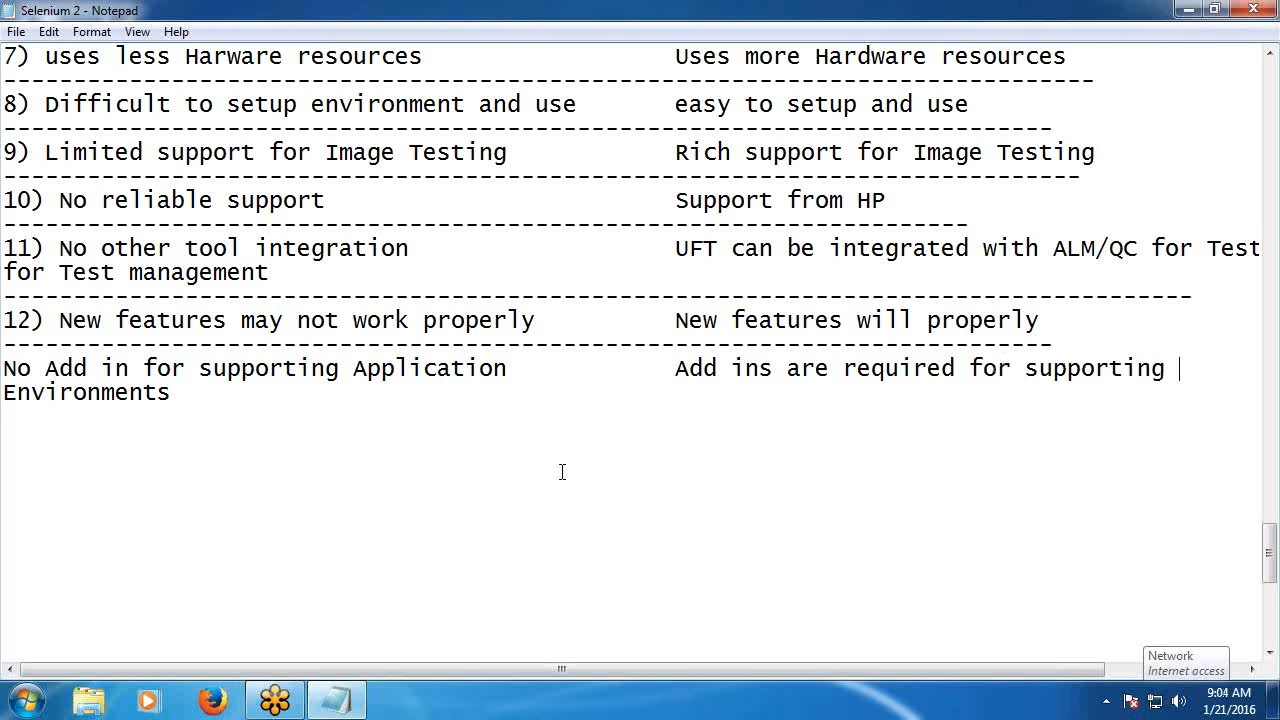 Selenium 2 - Notepad
File Edit Format View Help
7) uses less Harware resources Uses more Hardware resources
--------------------------------------------------------------------------------
8) Difficult to setup environment and use easy to setup and use
---------------------------------------------------------------------------
9) Limited support for Image Testing Rich support for Image Testing
-----------------------------------------------------------------------------
10) No reliable support Support from HP
---------------------------------------------------------------------
11) No other tool integration UFT can be integrated with ALM/QC for Test
for Test management
-------------------------------------------------------------------------------------
12) New features may not work properly New features will properly
---------------------------------------------------------------------------
No Add in for supporting Application Add ins are required for supporting
Environments
Network
Internet access
9:04 AM
1/21/2016